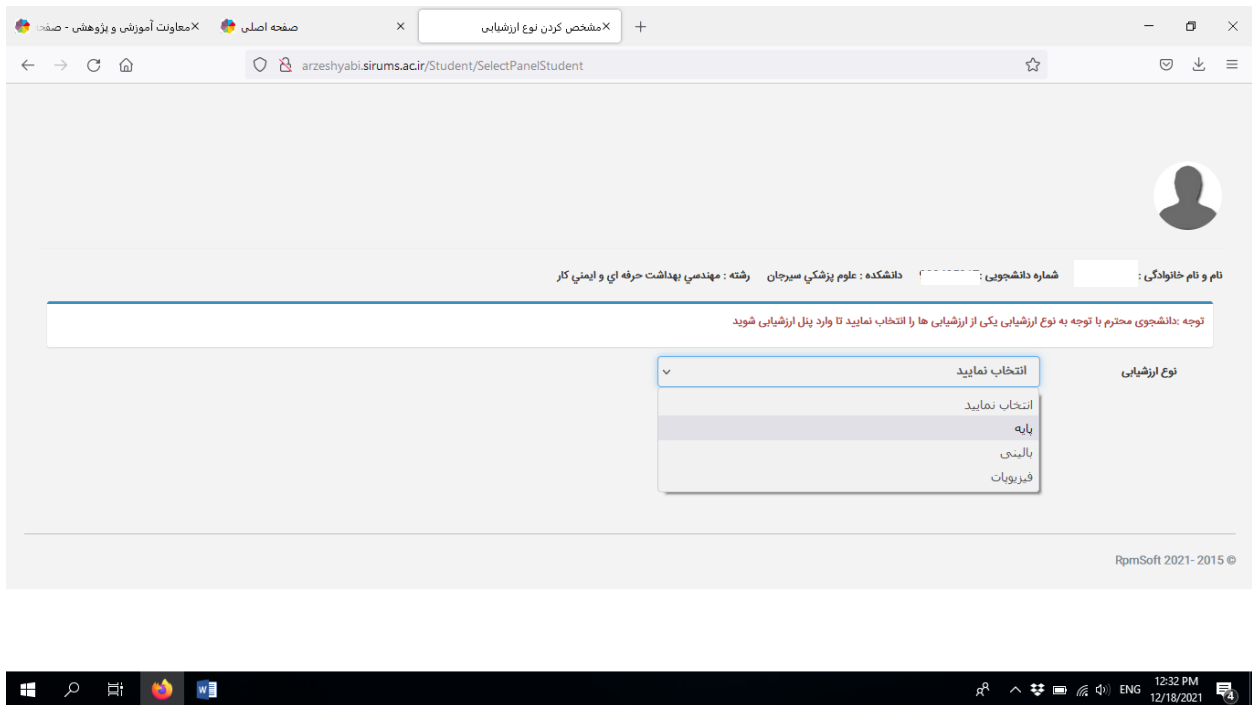 معاونت آموزشی و پژوهشی - صفحه
صفحه اصلی
مشخص کردن نوع ارزشیابی
arzeshyabi.sirums.ac.ir/Student/SelectPanelStudent
نام و نام خانوادگی : شماره دانشجویی : دانشکده : علوم پزشكي سيرجان رشته : مهندسي بهداشت حرفه اي و ايمني كار
توجه :دانشجوی محترم با توجه به نوع ارزشیابی یکی از ارزشیابی ها را انتخاب نمایید تا وارد پنل ارزشیابی شوید
نوع ارزشیابی انتخاب نمایید
انتخاب نمایید
پایه
بالینی
فیزیوپات
RpmSoft 2021- 2015 ©
ENG 12:32 PM
12/18/2021
4